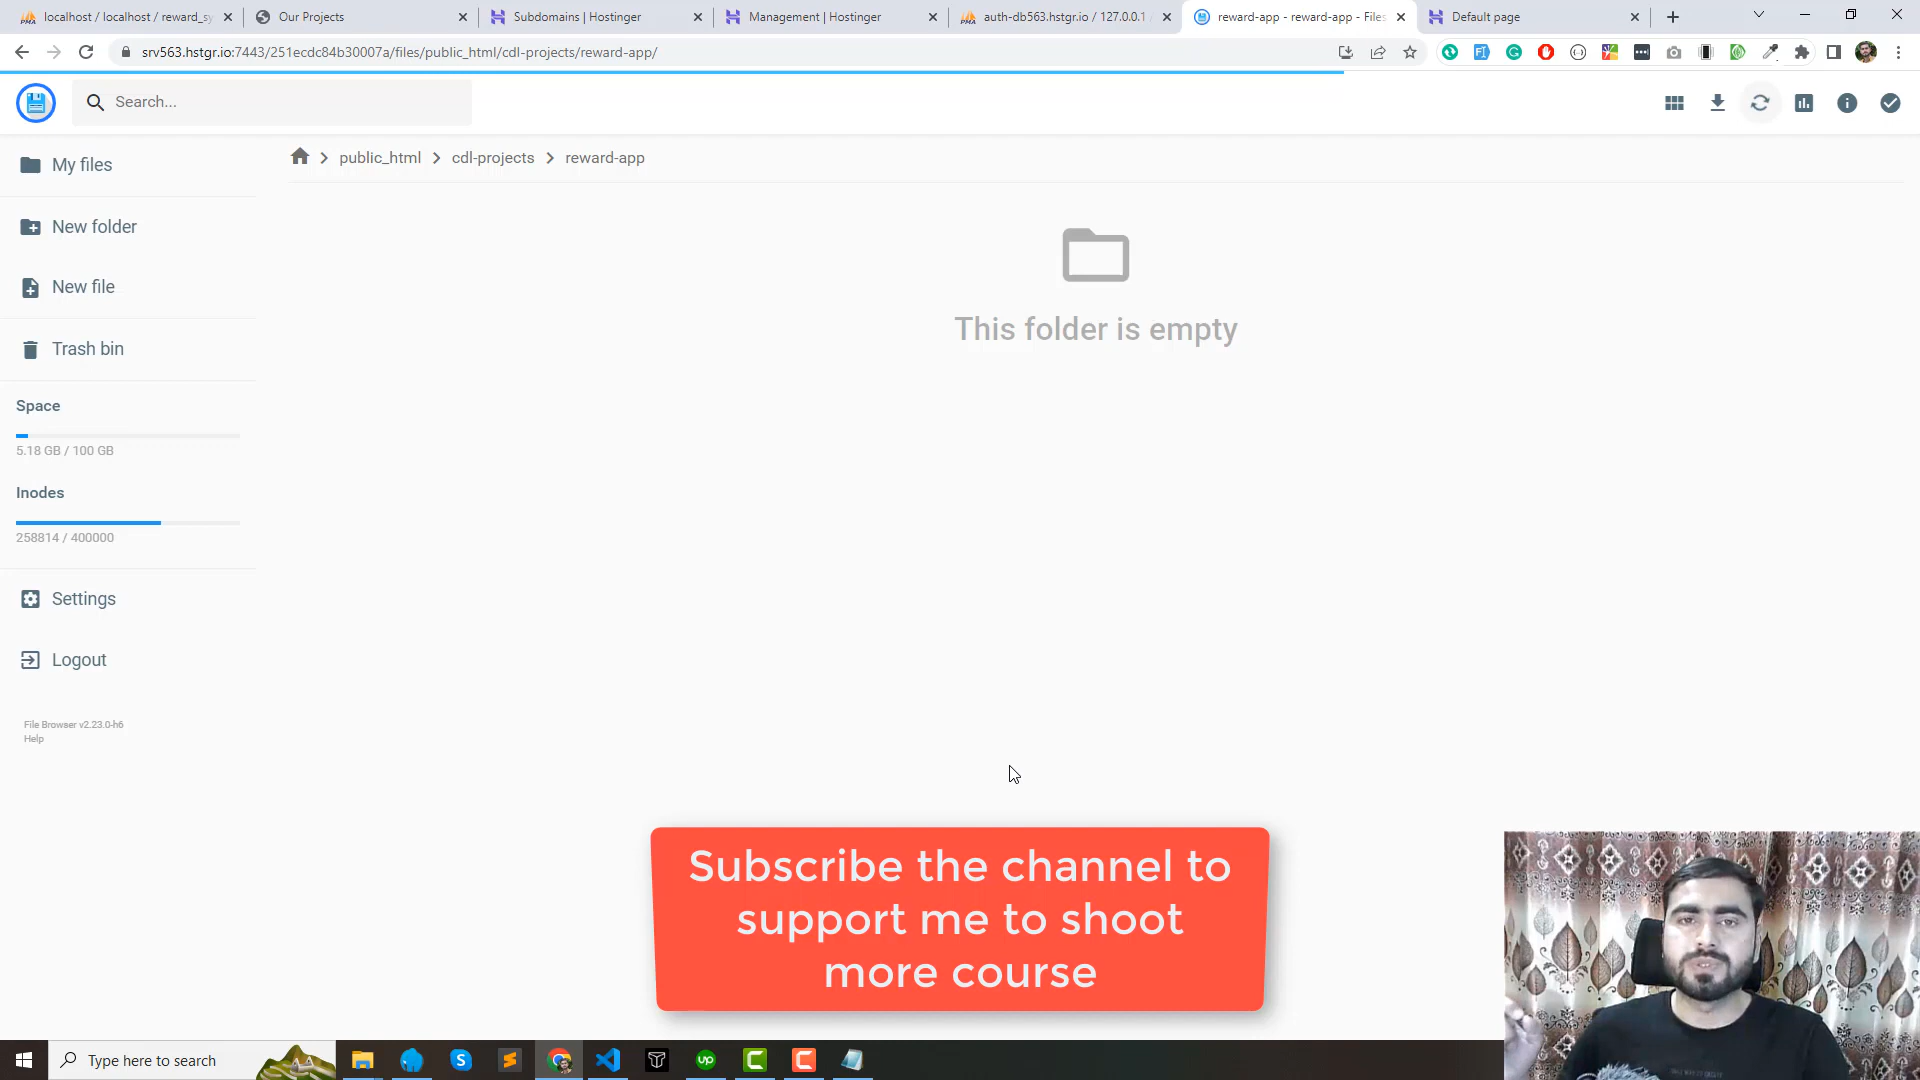 localhost / localhost / reward_sy
Our Projects
Subdomains | Hostinger
Management | Hostinger
auth-db563.hstgr.io / 127.0.0.1
reward-app - reward-app - Files
Default page
srv563.hstgr.io:7443/251ecdc84b30007a/files/public_html/cdl-projects/reward-app/
Search...
My files
public_html
cdl-projects
reward-app
New folder
New file
Trash bin
This folder is empty
Space
5.18 GB / 100 GB
Inodes
258814 / 400000
Settings
Logout
File Browser v2.23.0-h6
Help
Subscribe the channel to
support me to shoot
more course
Type here to search